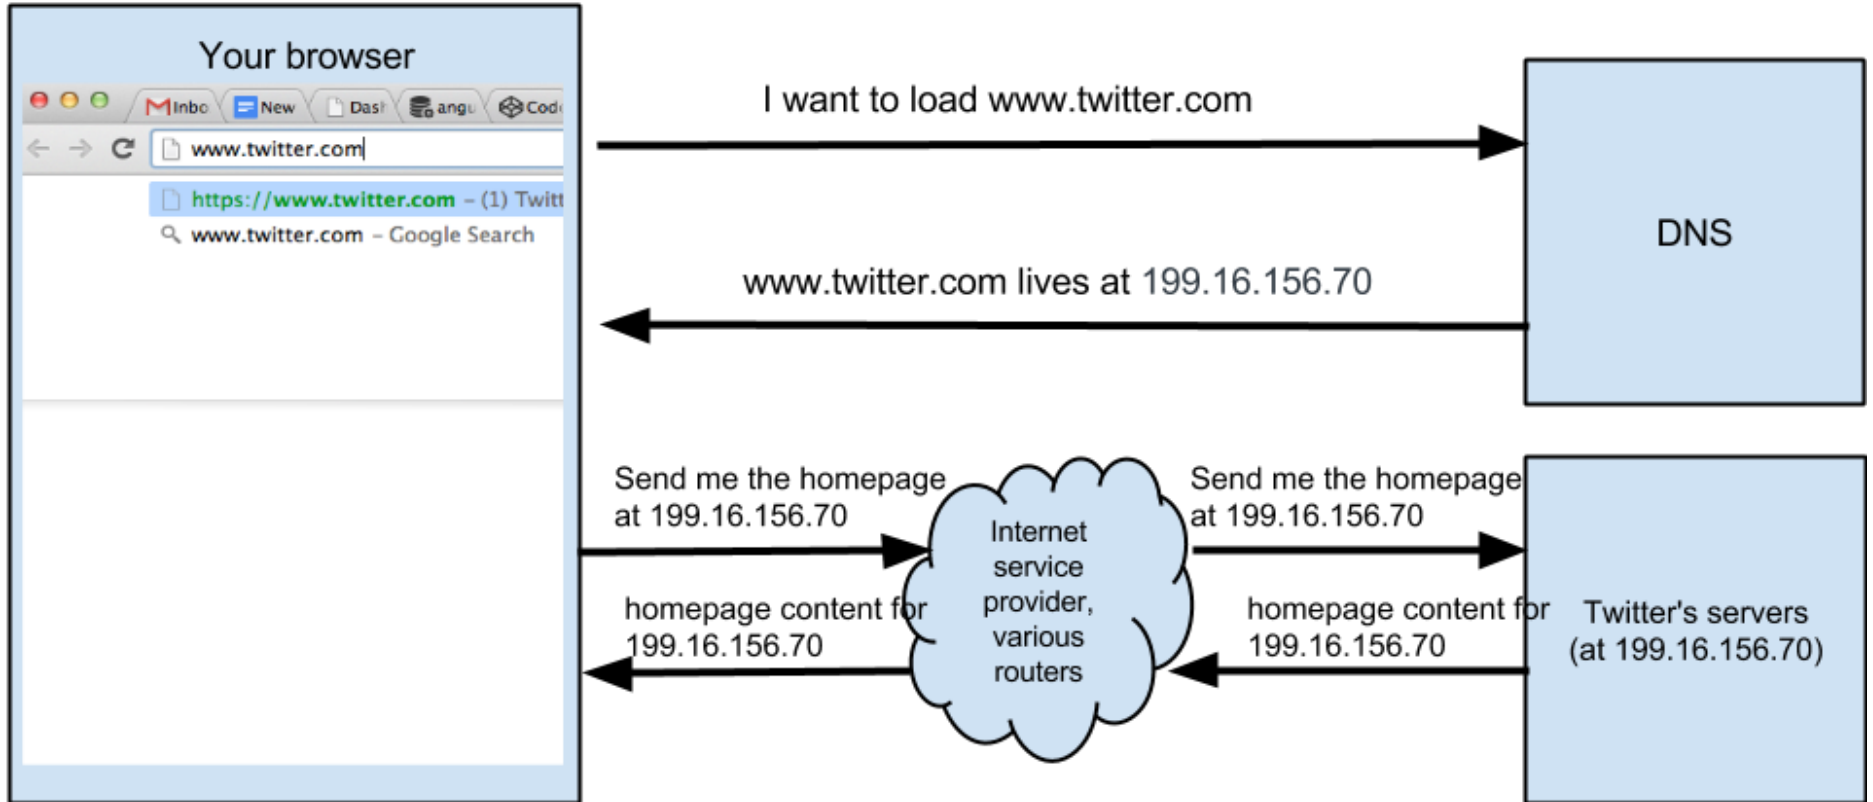 Your browser
Inbo
New
Das
angu
Cod
www.twitter.com
https://www.twitter.com – (1) Twitt
www.twitter.com – Google Search
I want to load www.twitter.com
www.twitter.com lives at 199.16.156.70
DNS
Send me the homepage
at 199.16.156.70
Internet
service
provider,
various
routers
Send me the homepage
at 199.16.156.70
homepage content for
199.16.156.70
homepage content for
199.16.156.70
Twitter's servers
(at 199.16.156.70)